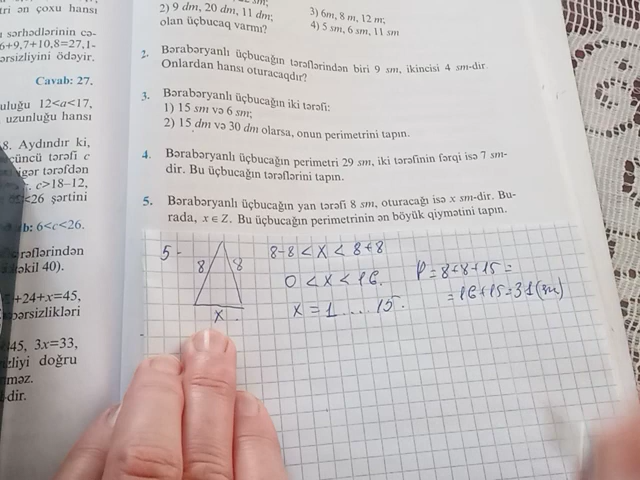 tri ən çoxu hansı
sərhədlərinin cə-
6+9,7+10,8=27,1-
ərsizliyini ödəyir.
Cavab: 27.
uluğu 12<a<17,
uzunluğu hansı
8. Aydındır ki,
üncü tərəfi c
igər tərəfdən
c>18–12,
<26 şərtini
b: 6<c<26.
rəflərindən
əkil 40).
+24+x=45,
bərsizlikləri
45, 3x=33,
zliyi doğru
nməz.
dir.
2) 9 dm, 20 dm, 11 dm;
3) 6m, 8 m, 12 m;
4) 5 sm, 6 sm, 11 sm
olan üçbucaq varmı?
2. Bərabəryanlı üçbucağın tərəflərindən biri 9 sm, ikincisi 4 sm-dir.
Onlardan hansı oturacaqdır?
3. Bərabəryanlı üçbucağın iki tərəfi:
1) 15 sm və 6 sm;
2) 15 dm və 30 dm olarsa, onun perimetrini tapın.
4. Bərabəryanlı üçbucağın perimetri 29 sm, iki tərəfinin fərqi isə 7 sm-
dir. Bu üçbucağın tərəflərini tapın.
5. Bərabəryanlı üçbucağın yan tərəfi 8 sm, oturacağı isə x sm-dir. Bu-
rada, x∈Z. Bu üçbucağın perimetrinin ən böyük qiymətini tapın.
5-
8 8
x
8-8<x<8+8
0<x<16.
x=1....15.
P=8+8+15=
=16+15=31(sm)